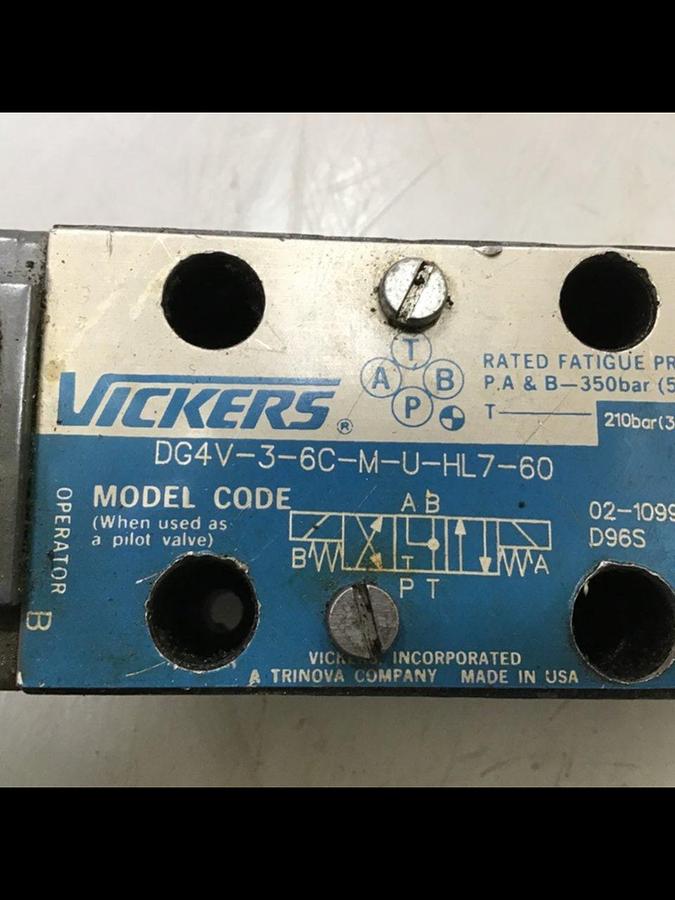 VICKERS®
T
A B
P
RATED FATIGUE PR
P.A & B—350bar (5
T— 210bar(3
DG4V-3-6C-M-U-HL7-60
MODEL CODE
(When used as
a pilot valve)
OPERATOR B
A B
B T A
P T
02-1099
D96S
VICKERS, INCORPORATED
A TRINOVA COMPANY MADE IN USA